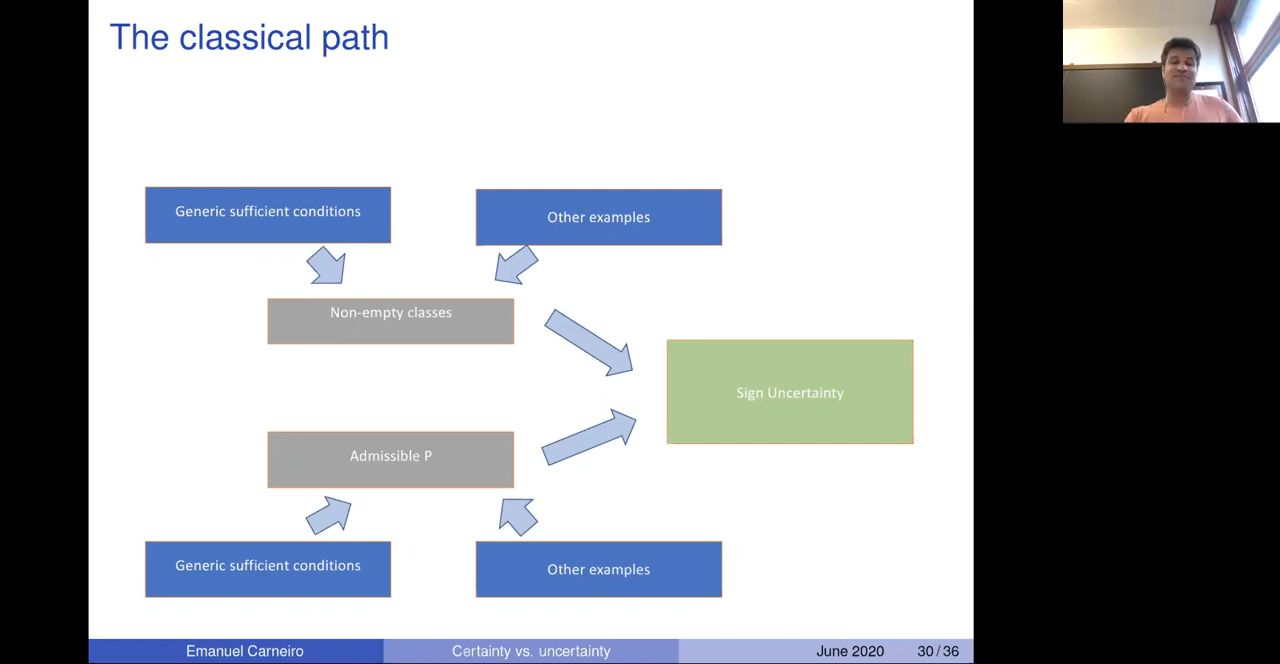 The classical path
Generic sufficient conditions
Other examples
Non-empty classes
Sign Uncertainty
Admissible P
Generic sufficient conditions
Other examples
Emanuel Carneiro
Certainty vs. uncertainty
June 2020
30 / 36